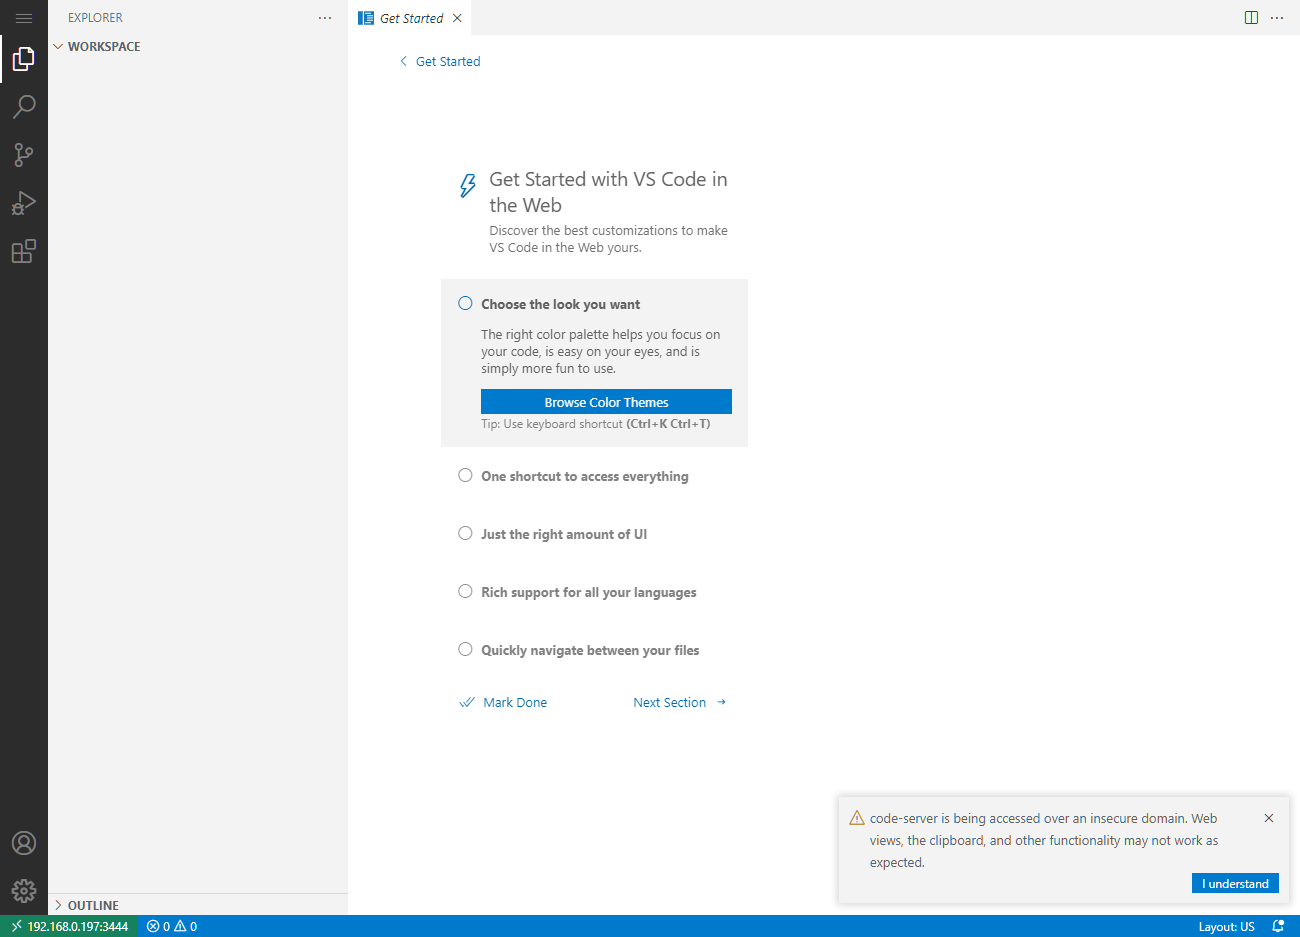 EXPLORER
WORKSPACE
Get Started
Get Started
Get Started with VS Code in
the Web
Discover the best customizations to make
VS Code in the Web yours.
Choose the look you want
The right color palette helps you focus on
your code, is easy on your eyes, and is
simply more fun to use.
Browse Color Themes
Tip: Use keyboard shortcut (Ctrl+K Ctrl+T)
One shortcut to access everything
Just the right amount of UI
Rich support for all your languages
Quickly navigate between your files
Mark Done
Next Section
code-server is being accessed over an insecure domain. Web
views, the clipboard, and other functionality may not work as
expected.
I understand
OUTLINE
192.168.0.197:3444
0
0
Layout: US